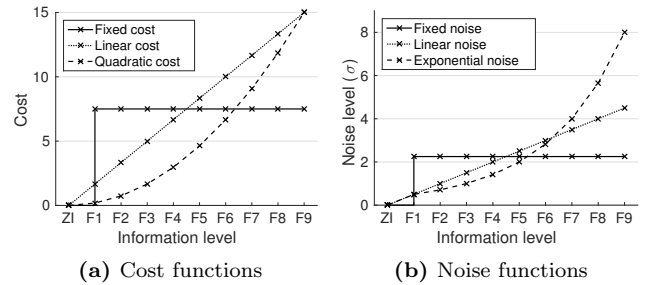 15
10
5
0
Cost
Fixed cost
Linear cost
Quadratic cost
ZI F1 F2 F3 F4 F5 F6 F7 F8 F9
Information level
(a) Cost functions
8
6
4
2
0
Noise level (σ)
Fixed noise
Linear noise
Exponential noise
ZI F1 F2 F3 F4 F5 F6 F7 F8 F9
Information level
(b) Noise functions